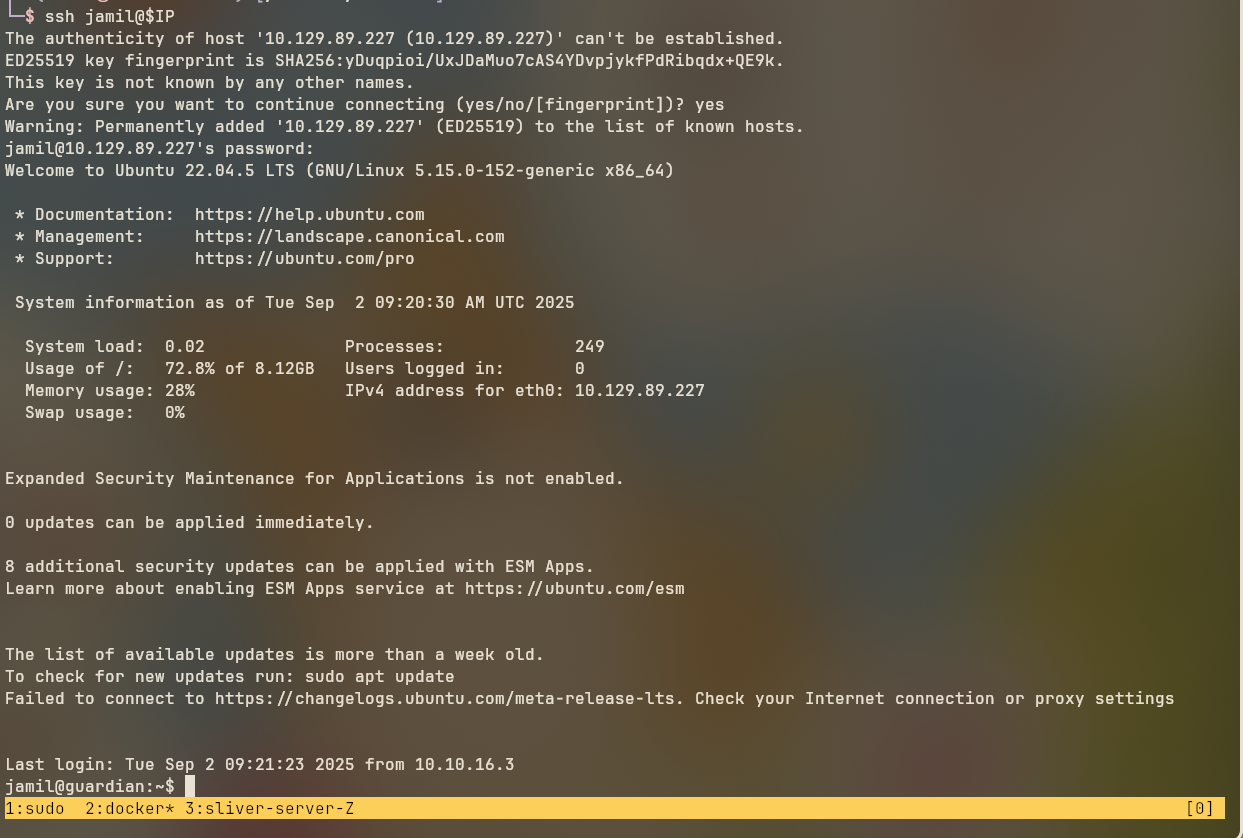 └─$ ssh jamil@$IP
The authenticity of host '10.129.89.227 (10.129.89.227)' can't be established.
ED25519 key fingerprint is SHA256:yDuqpioi/UxJDaMuo7cAS4YDvpjykfPdRibqdx+QE9k.
This key is not known by any other names.
Are you sure you want to continue connecting (yes/no/[fingerprint])? yes
Warning: Permanently added '10.129.89.227' (ED25519) to the list of known hosts.
jamil@10.129.89.227's password:
Welcome to Ubuntu 22.04.5 LTS (GNU/Linux 5.15.0-152-generic x86_64)
* Documentation:  https://help.ubuntu.com
* Management:     https://landscape.canonical.com
* Support:        https://ubuntu.com/pro
System information as of Tue Sep  2 09:20:30 AM UTC 2025
System load:  0.02              Processes:             249
Usage of /:   72.8% of 8.12GB   Users logged in:       0
Memory usage: 28%               IPv4 address for eth0: 10.129.89.227
Swap usage:   0%
Expanded Security Maintenance for Applications is not enabled.
0 updates can be applied immediately.
8 additional security updates can be applied with ESM Apps.
Learn more about enabling ESM Apps service at https://ubuntu.com/esm
The list of available updates is more than a week old.
To check for new updates run: sudo apt update
Failed to connect to https://changelogs.ubuntu.com/meta-release-lts. Check your Internet connection or proxy settings
Last login: Tue Sep 2 09:21:23 2025 from 10.10.16.3
jamil@guardian:~$
1:sudo  2:docker* 3:sliver-server-Z [0]